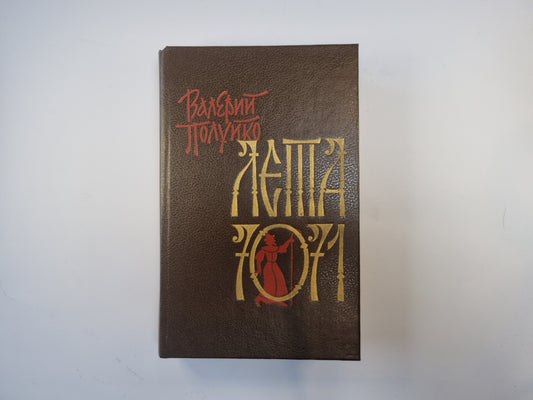 Валерий
Полуйко
ЛЕТА
7071